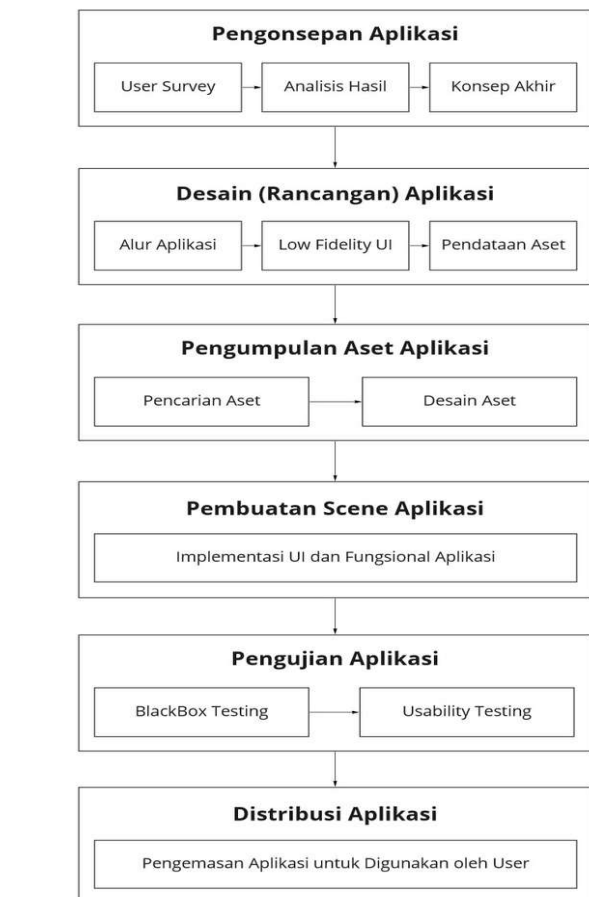 Pengonsepan Aplikasi
User Survey
Analisis Hasil
Konsep Akhir
Desain (Rancangan) Aplikasi
Alur Aplikasi
Low Fidelity UI
Pendataan Aset
Pengumpulan Aset Aplikasi
Pencarian Aset
Desain Aset
Pembuatan Scene Aplikasi
Implementasi UI dan Fungsional Aplikasi
Pengujian Aplikasi
BlackBox Testing
Usability Testing
Distribusi Aplikasi
Pengemasan Aplikasi untuk Digunakan oleh User